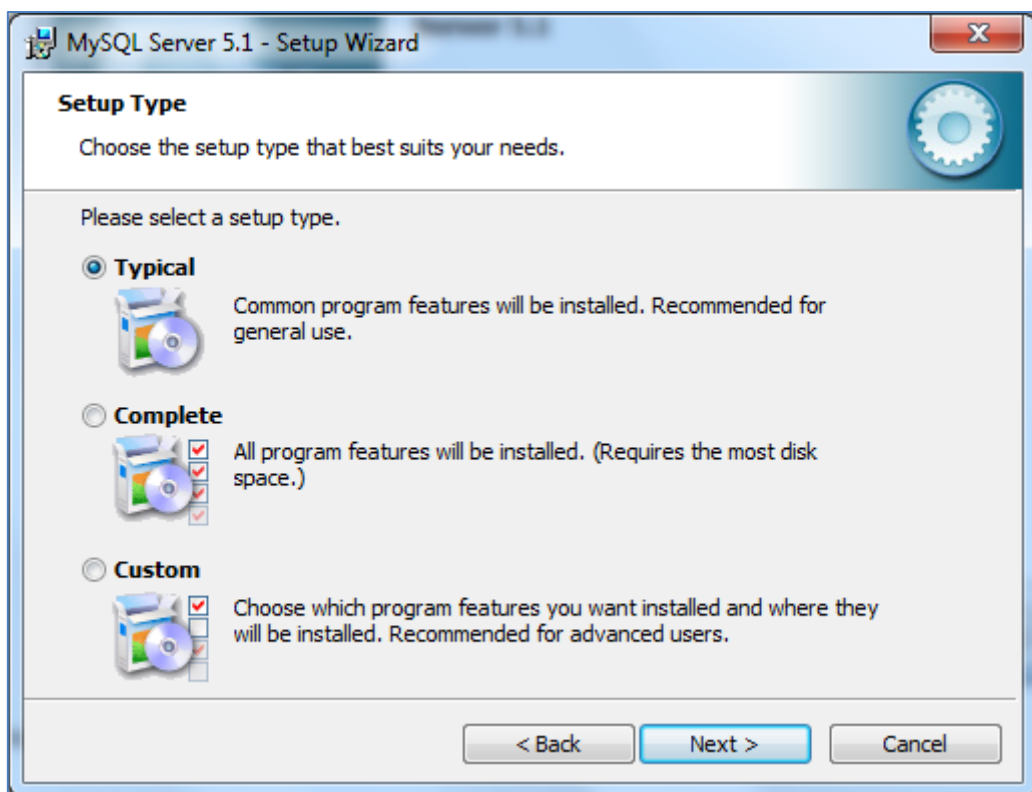 MySQL Server 5.1 - Setup Wizard
Setup Type
Choose the setup type that best suits your needs.
Please select a setup type.
Typical
Common program features will be installed. Recommended for
general use.
Complete
All program features will be installed. (Requires the most disk
space.)
Custom
Choose which program features you want installed and where they
will be installed. Recommended for advanced users.
< Back
Next >
Cancel